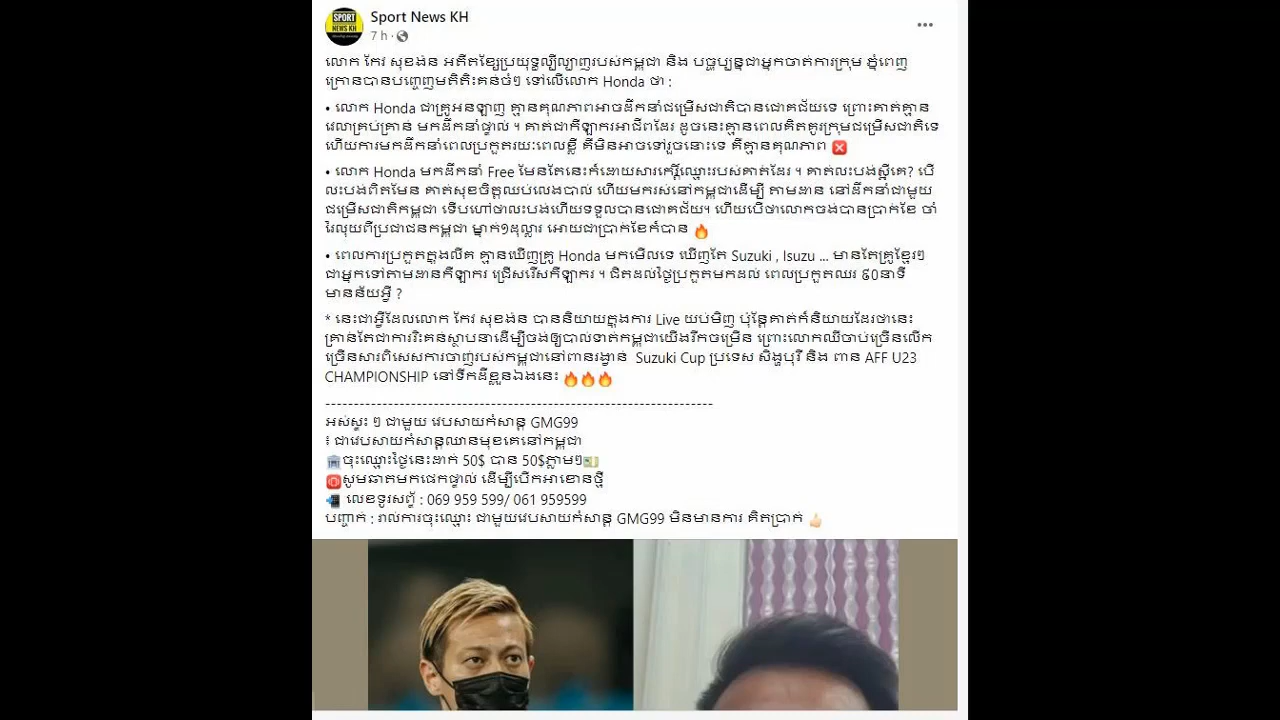 Sport News KH
7 h ·
លោក កែវ សុខង៉ន អតីតខ្សែប្រយុទ្ធល្បីល្បាញរបស់កម្ពុជា និង បច្ចុប្បន្នជាអ្នកចាត់ការក្រុម ភ្នំពេញ
ក្រោនបានបញ្ចេញមតិតិះគន់ចំៗ ទៅលើលោក Honda ថា :
• លោក Honda ជាគ្រូអនឡាញ គ្មានគុណភាពអាចដឹកនាំជម្រើសជាតិបានជោគជ័យទេ ព្រោះគាត់គ្មាន
វេលាគ្រប់គ្រាន់ មកដឹកនាំផ្ទាល់ ។ គាត់ជាកីឡាករអាជីពដែរ ដូចនេះគ្មានពេលគិតគូរក្រុមជម្រើសជាតិទេ
ហើយការមកដឹកនាំពេលប្រកួតរយៈពេលខ្លី គឺមិនអាចទៅរួចនោះទេ គឺគ្មានគុណភាព ❌
• លោក Honda មកដឹកនាំ Free មែនតែនេះក៏ដោយសារកេរ្តិ៍ឈ្មោះរបស់គាត់ដែរ ។ គាត់លះបង់ស្អីគេ? បើ
លះបង់ពិតមែន គាត់សុខចិត្តឈប់លេងបាល់ ហើយមករស់នៅកម្ពុជាដើម្បី តាមដាន នៅដឹកនាំជាមួយ
ជម្រើសជាតិកម្ពុជា ទើបហៅថាលះបង់ហើយទទួលបានជោគជ័យ។ ហើយបើថាលោកចង់បានប្រាក់ខែ ចាំ
រៃលុយពីប្រជាជនកម្ពុជា ម្នាក់១ដុល្លារ អោយជាប្រាក់ខែកំបាន 🔥
• ពេលការប្រកួតក្នុងលីគ គ្មានឃើញគ្រូ Honda មកមើលទេ ឃើញតែ Suzuki , Isuzu ... មានតែគ្រូខ្មែរៗ
ជាអ្នកទៅតាមដានកីឡាករ ជ្រើសរើសកីឡាករ ។ ជិតដល់ថ្ងៃប្រកួតមកដល់ ពេលប្រកួតឈរ ៩០នាទី
មានន័យអ្វី ?
* នេះជាអ្វីដែលលោក កែវ សុខង៉ន បាននិយាយក្នុងការ Live យប់មិញ ប៉ុន្តែគាត់ក៏និយាយដែរថានេះ
គ្រាន់តែជាការរិះគន់ស្ថាបនាដើម្បីចង់ឲ្យបាល់ទាត់កម្ពុជាយើងរីកចម្រើន ព្រោះលោកឈឺចាប់ច្រើនលើក
ច្រើនសារពិសេសការចាញ់របស់កម្ពុជានៅពានរង្វាន់ Suzuki Cup ប្រទេស សិង្ហបុរី និង ពាន AFF U23
CHAMPIONSHIP នៅទឹកដីខ្លួនឯងនេះ 🔥🔥🔥
--------------------------------------------------------------------
អស់ស្ទះ ៗ ជាមួយ វេបសាយកំសាន្ត GMG99
៖ ជាវេបសាយកំសាន្តឈានមុខគេនៅកម្ពុជា
🏦ចុះឈ្មោះថ្ងៃនេះដាក់ 50$ បាន 50$ភ្លាមៗ💵
សូមឆាតមកផេកផ្ទាល់ ដើម្បីបើកអាខោនថ្មី
📲 លេខទូរសព្ទ័ : 069 959 599/ 061 959599
បញ្ចាក់ : រាល់ការចុះឈ្មោះ ជាមួយវេបសាយកំសាន្ត GMG99 មិនមានការ គិតប្រាក់ 👍🏻